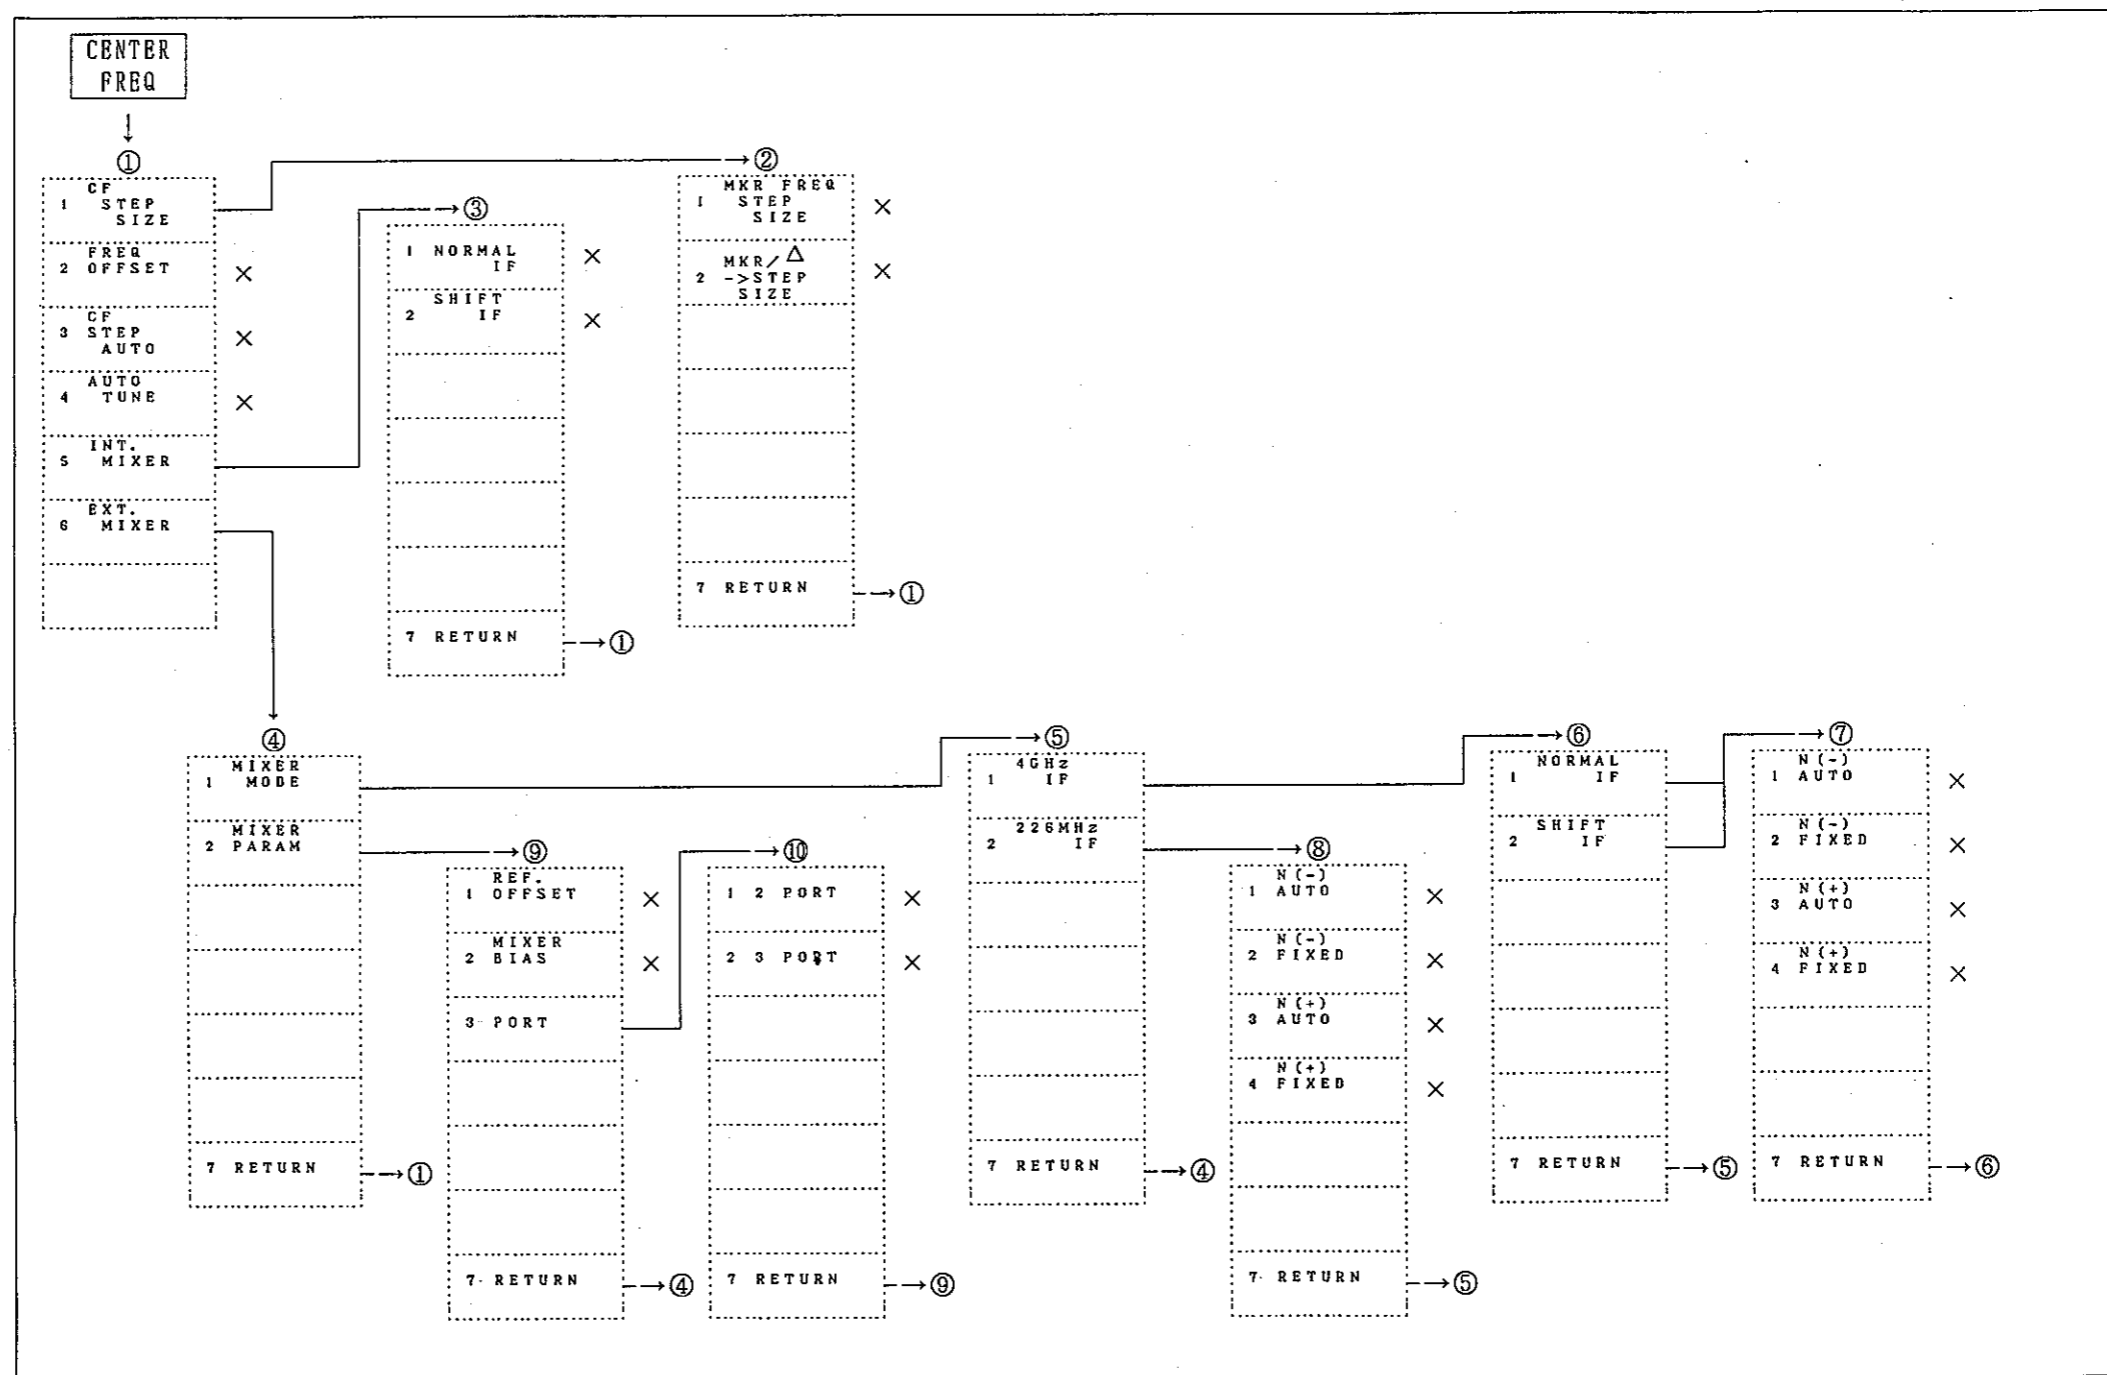 CENTER
FREQ
①
CF
1 STEP
SIZE
FREQ
2 OFFSET
×
CF
3 STEP
AUTO
×
AUTO
4 TUNE
×
INT.
5 MIXER
EXT.
6 MIXER
③
1 NORMAL
IF
×
SHIFT
2 IF
×
7 RETURN
→①
②
MKR FREQ
1 STEP
SIZE
×
MKR/△
2 ->STEP
SIZE
×
7 RETURN
→①
④
MIXER
1 MODE
MIXER
2 PARAM
7 RETURN
→①
⑨
REF.
1 OFFSET
×
MIXER
2 BIAS
×
3 PORT
7 RETURN
→④
⑩
1 2 PORT
×
2 3 PORT
×
7 RETURN
→⑨
⑤
4GHz
1 IF
226MHz
2 IF
7 RETURN
→④
⑧
N(-)
1 AUTO
×
N(-)
2 FIXED
×
N(+)
3 AUTO
×
N(+)
4 FIXED
×
7 RETURN
→⑤
⑥
NORMAL
1 IF
SHIFT
2 IF
7 RETURN
→⑤
⑦
N(-)
1 AUTO
×
N(-)
2 FIXED
×
N(+)
3 AUTO
×
N(+)
4 FIXED
×
7 RETURN
→⑥